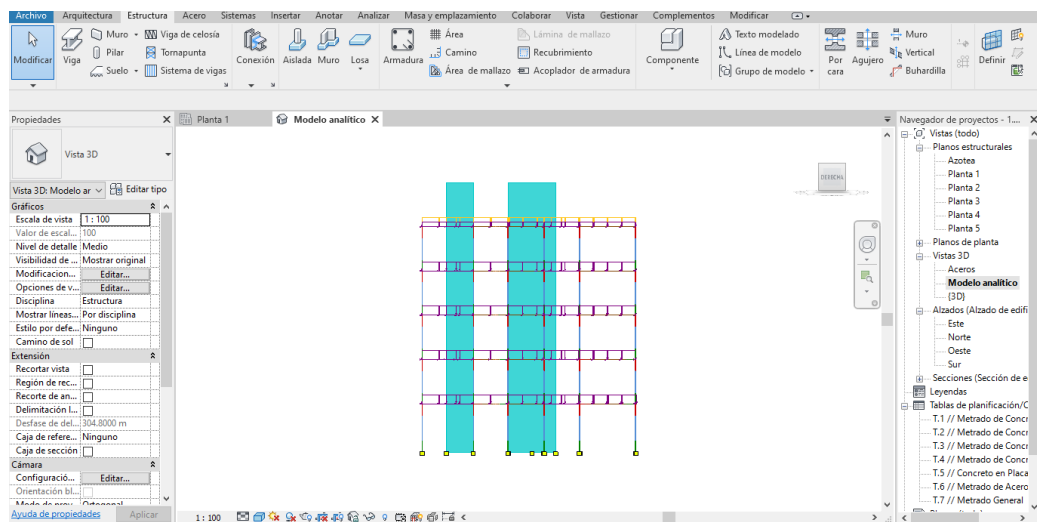 Archivo Arquitectura Estructura Acero Sistemas Insertar Anotar Analizar Masa y emplazamiento Colaborar Vista Gestionar Complementos Modificar
Muro Viga de celosía Área Lámina de mallazo Texto modelado Muro
Pilar Tornapunta Camino Recubrimiento Línea de modelo Vertical
Modificar Viga Suelo Sistema de vigas Conexión Aislada Muro Losa Armadura Área de mallazo Acoplador de armadura Componente Grupo de modelo Por cara Agujero Buhardilla Definir
Propiedades X Planta 1 Modelo analítico X Navegador de proyectos - 1.... X
Vista 3D
Vista 3D: Modelo ar Editar tipo
Gráficos
Escala de vista 1 : 100
Valor de escal... 100
Nivel de detalle Medio
Visibilidad de ... Mostrar original
Modificacion... Editar...
Opciones de v... Editar...
Disciplina Estructura
Mostrar líneas... Por disciplina
Estilo por defe... Ninguno
Camino de sol
Extensión
Recortar vista
Región de rec...
Recorte de an...
Delimitación l...
Desfase de del... 304.8000 m
Caja de refere... Ninguno
Caja de sección
Cámara
Configuració... Editar...
Orientación bl...
Modo de proy... Ortogonal
Ayuda de propiedades Aplicar
DERECHA
1 : 100
Vistas (todo)
Planos estructurales
Azotea
Planta 1
Planta 2
Planta 3
Planta 4
Planta 5
Planos de planta
Vistas 3D
Aceros
Modelo analítico
{3D}
Alzados (Alzado de edifi
Este
Norte
Oeste
Sur
Secciones (Sección de e
Leyendas
Tablas de planificación/C
T.1 // Metrado de Concr
T.2 // Metrado de Concr
T.3 // Metrado de Concr
T.4 // Metrado de Concr
T.5 // Concreto en Placa
T.6 // Metrado de Acero
T.7 // Metrado General